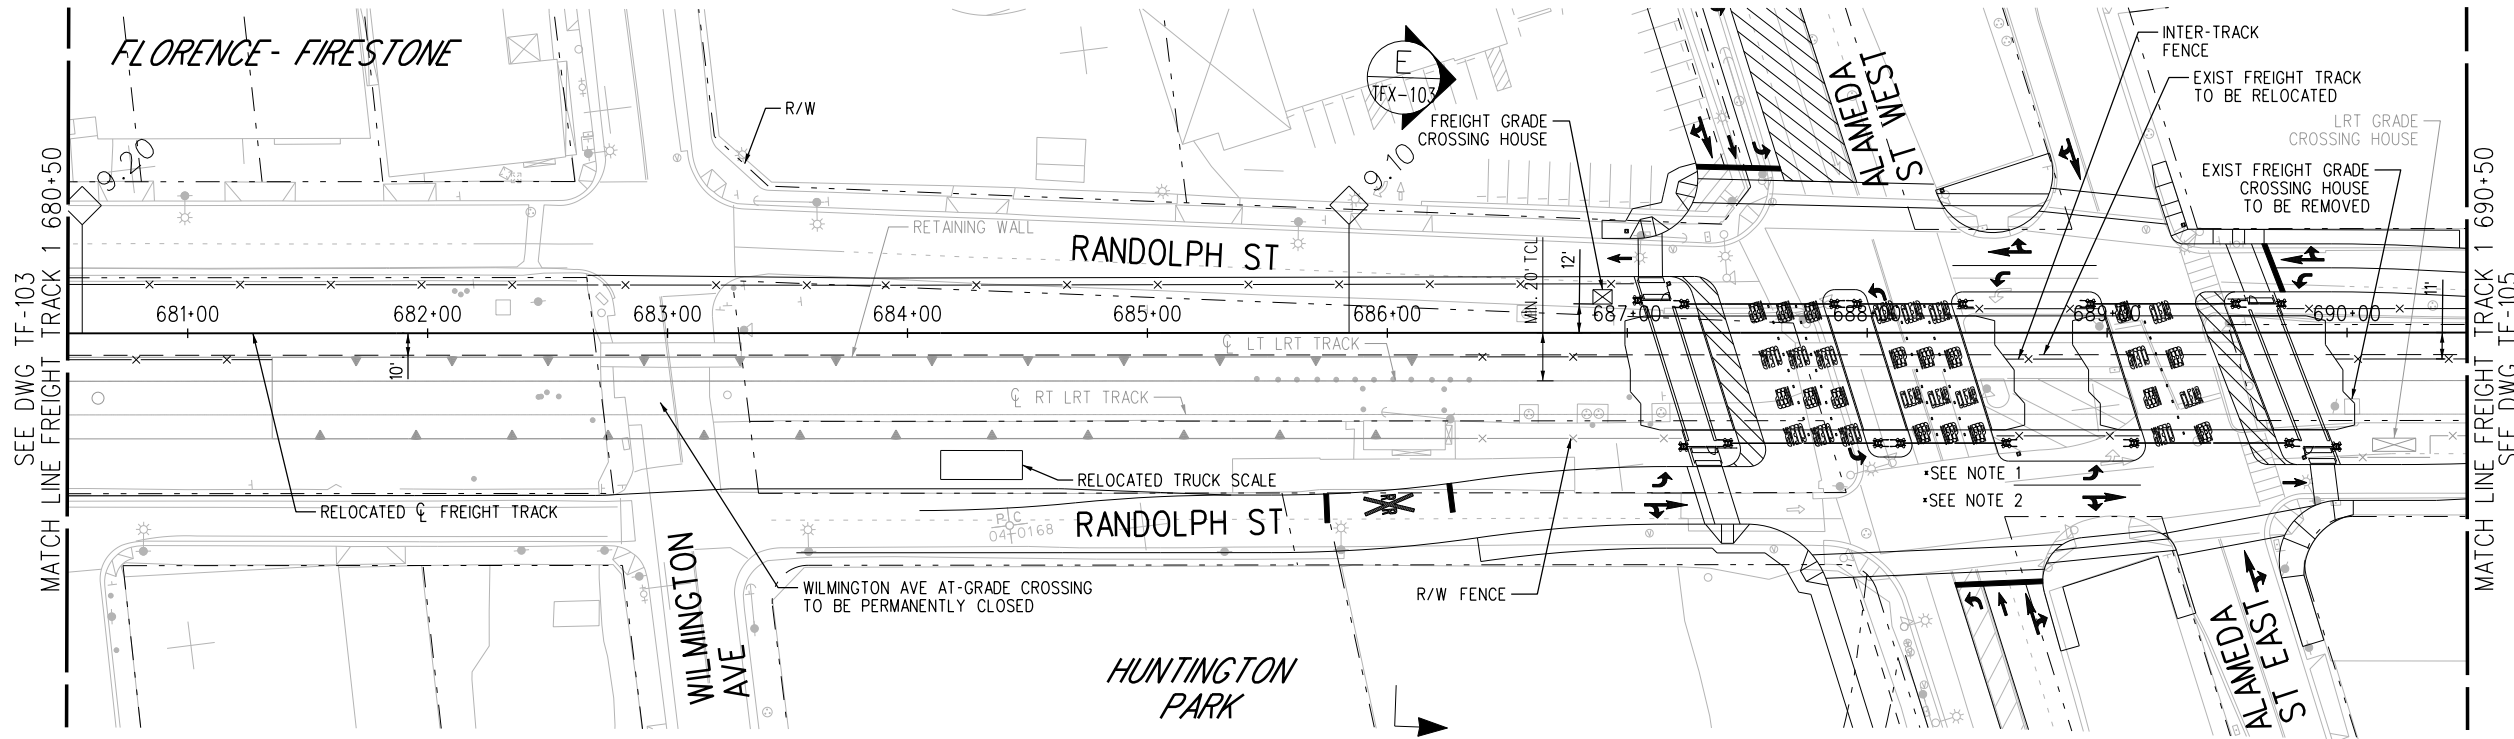 FLORENCE- FIRESTONE
9.20
R/W
E
TFX-103
9.10
FREIGHT GRADE
CROSSING HOUSE
ALAMEDA
ST WEST
INTER-TRACK
FENCE
EXIST FREIGHT TRACK
TO BE RELOCATED
LRT GRADE
CROSSING HOUSE
EXIST FREIGHT GRADE
CROSSING HOUSE
TO BE REMOVED
SEE DWG TF-103
MATCH LINE FREIGHT TRACK 1 680+50
RETAINING WALL
RANDOLPH ST
MIN. 20' TCL
12'
11'
681+00
682+00
683+00
684+00
685+00
686+00
687+00
688+00
689+00
690+00
10'
CL LT LRT TRACK
CL RT LRT TRACK
MATCH LINE FREIGHT TRACK 1 690+50
SEE DWG TF-105
RELOCATED TRUCK SCALE
*SEE NOTE 1
*SEE NOTE 2
RELOCATED CL FREIGHT TRACK
RANDOLPH ST
R R
PLC
04-0168
WILMINGTON
AVE
WILMINGTON AVE AT-GRADE CROSSING
TO BE PERMANENTLY CLOSED
R/W FENCE
HUNTINGTON
PARK
ALAMEDA
ST EAST